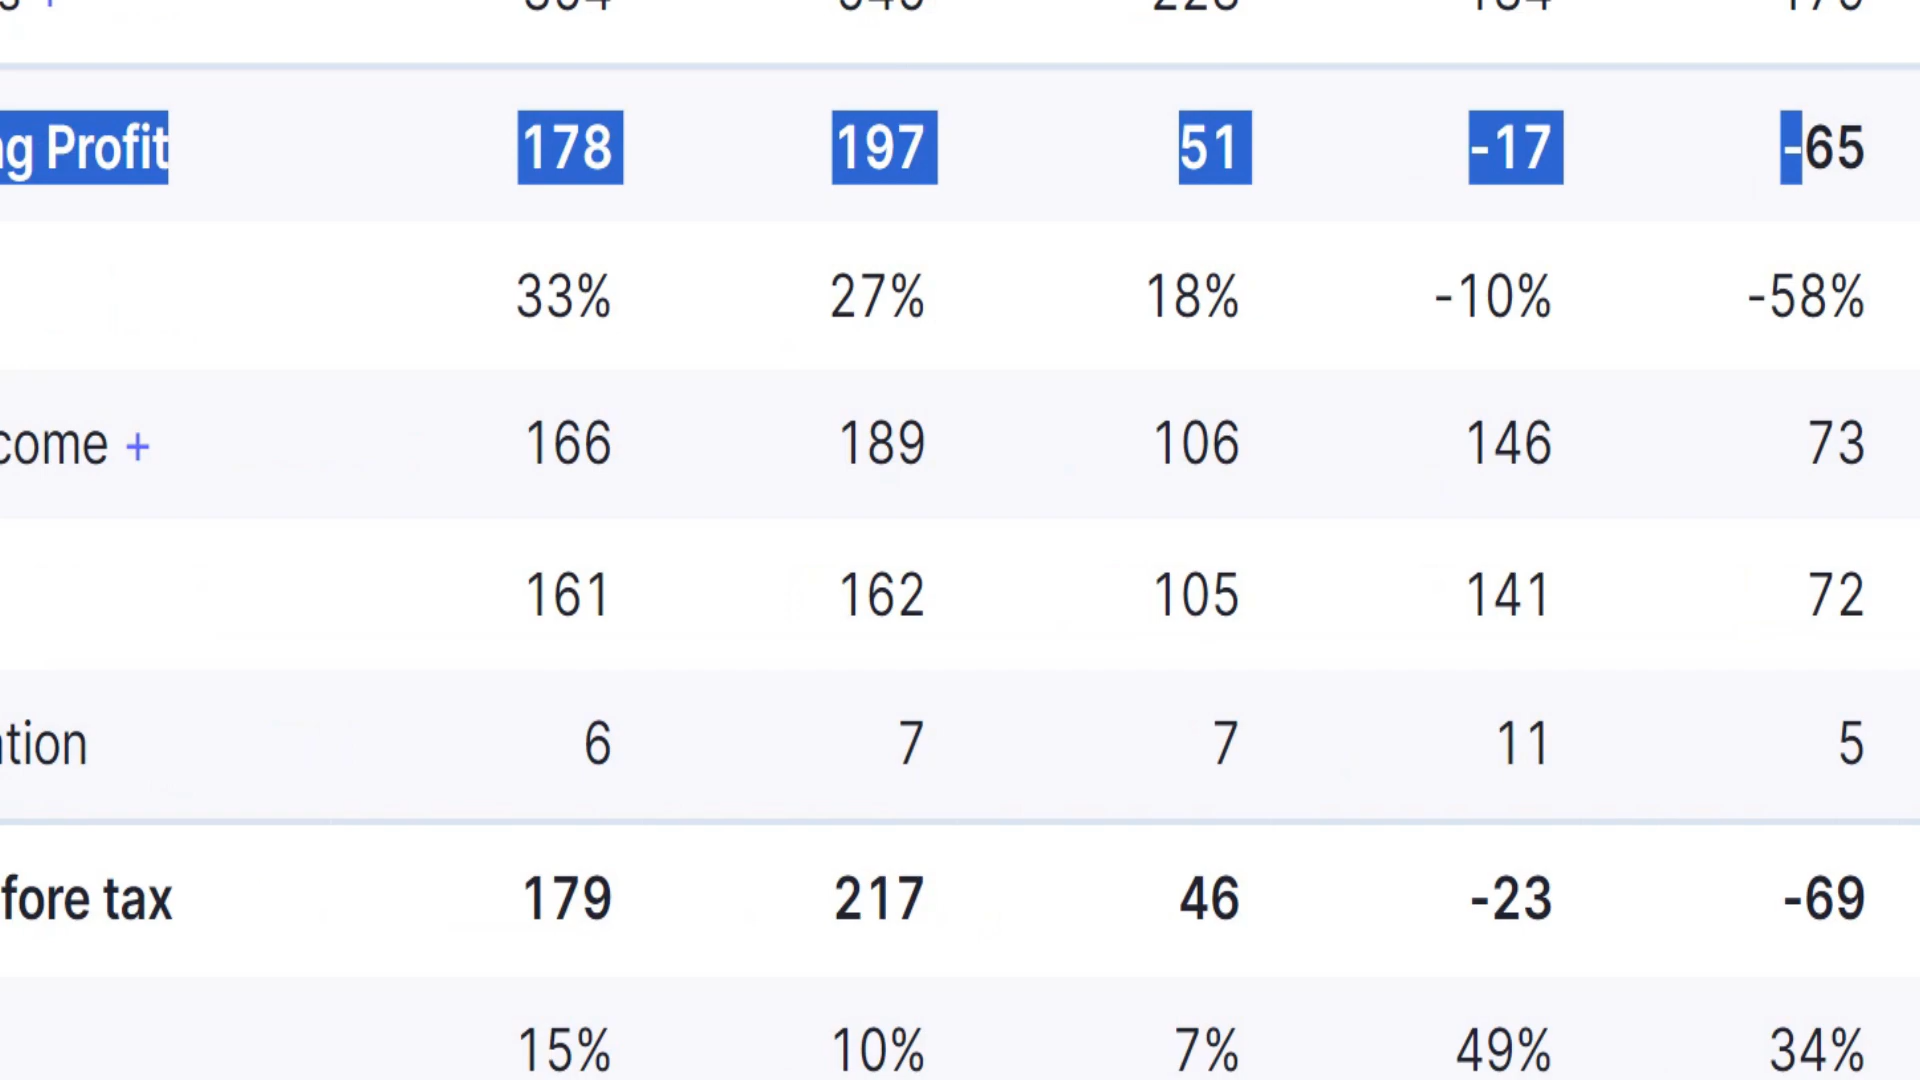 ng Profit 178 197 51 -17 -65
33% 27% 18% -10% -58%
come + 166 189 106 146 73
161 162 105 141 72
ation 6 7 7 11 5
fore tax 179 217 46 -23 -69
15% 10% 7% 49% 34%